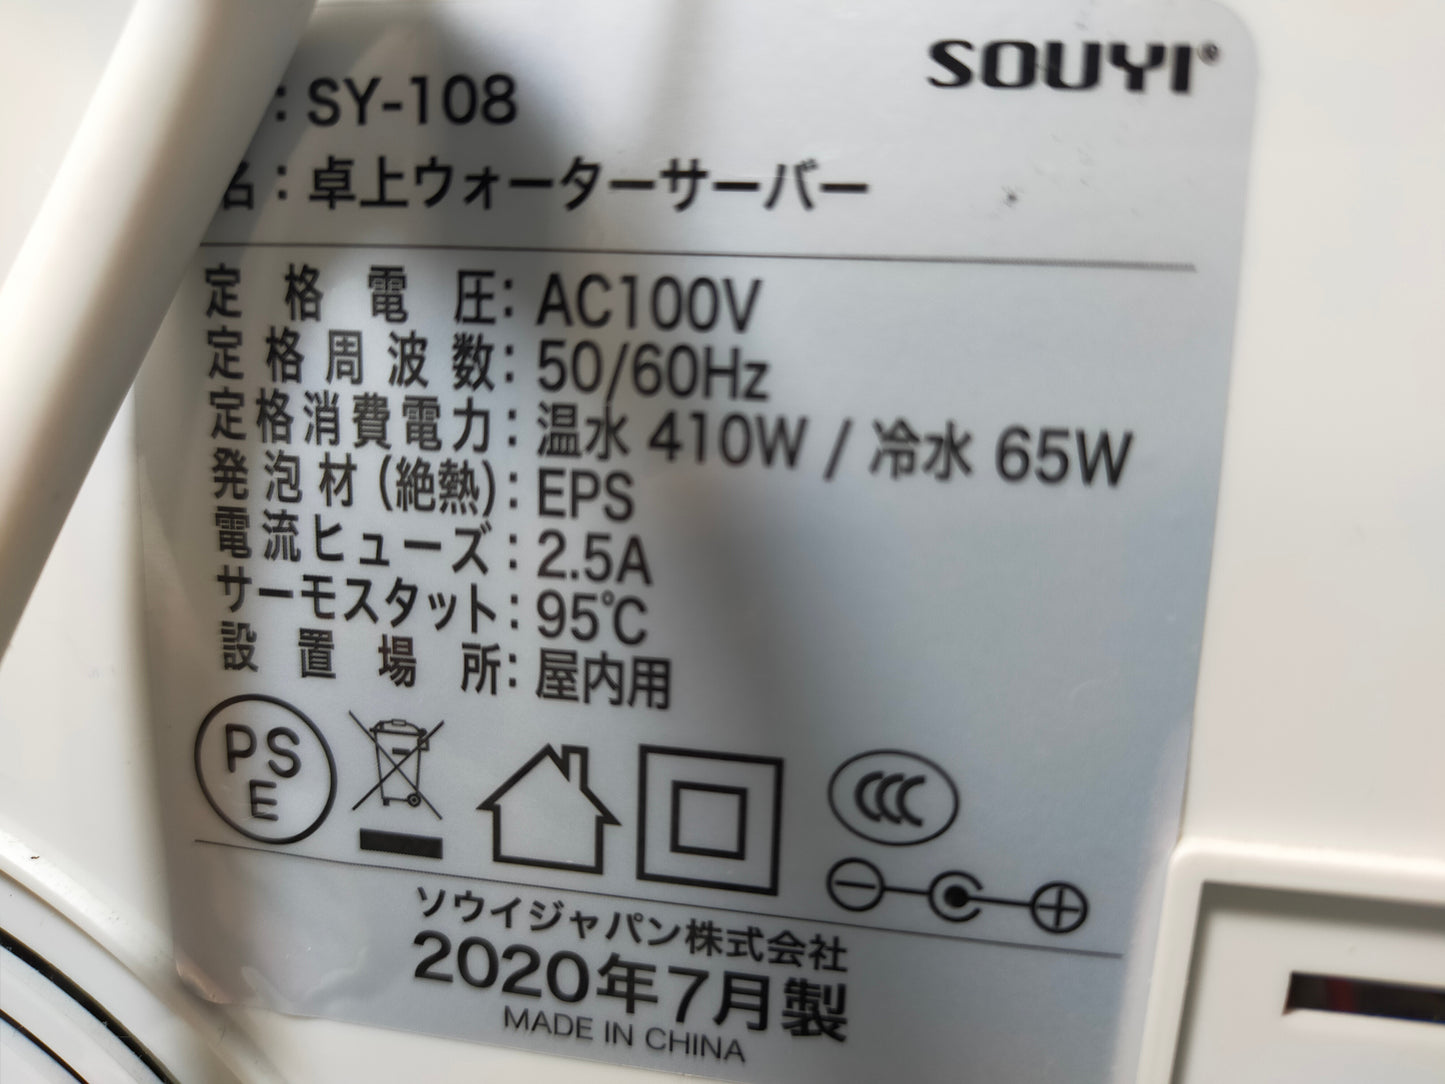 SOUYI®
: SY-108
名：卓上ウォーターサーバー
定格電圧：AC100V
定格周波数：50/60Hz
定格消費電力：温水 410W / 冷水 65W
発泡材(絶熱)：EPS
電流ヒューズ：2.5A
サーモスタット：95℃
設置場所：屋内用
PS
E
CCC
ソウイジャパン株式会社
2020年7月製
MADE IN CHINA